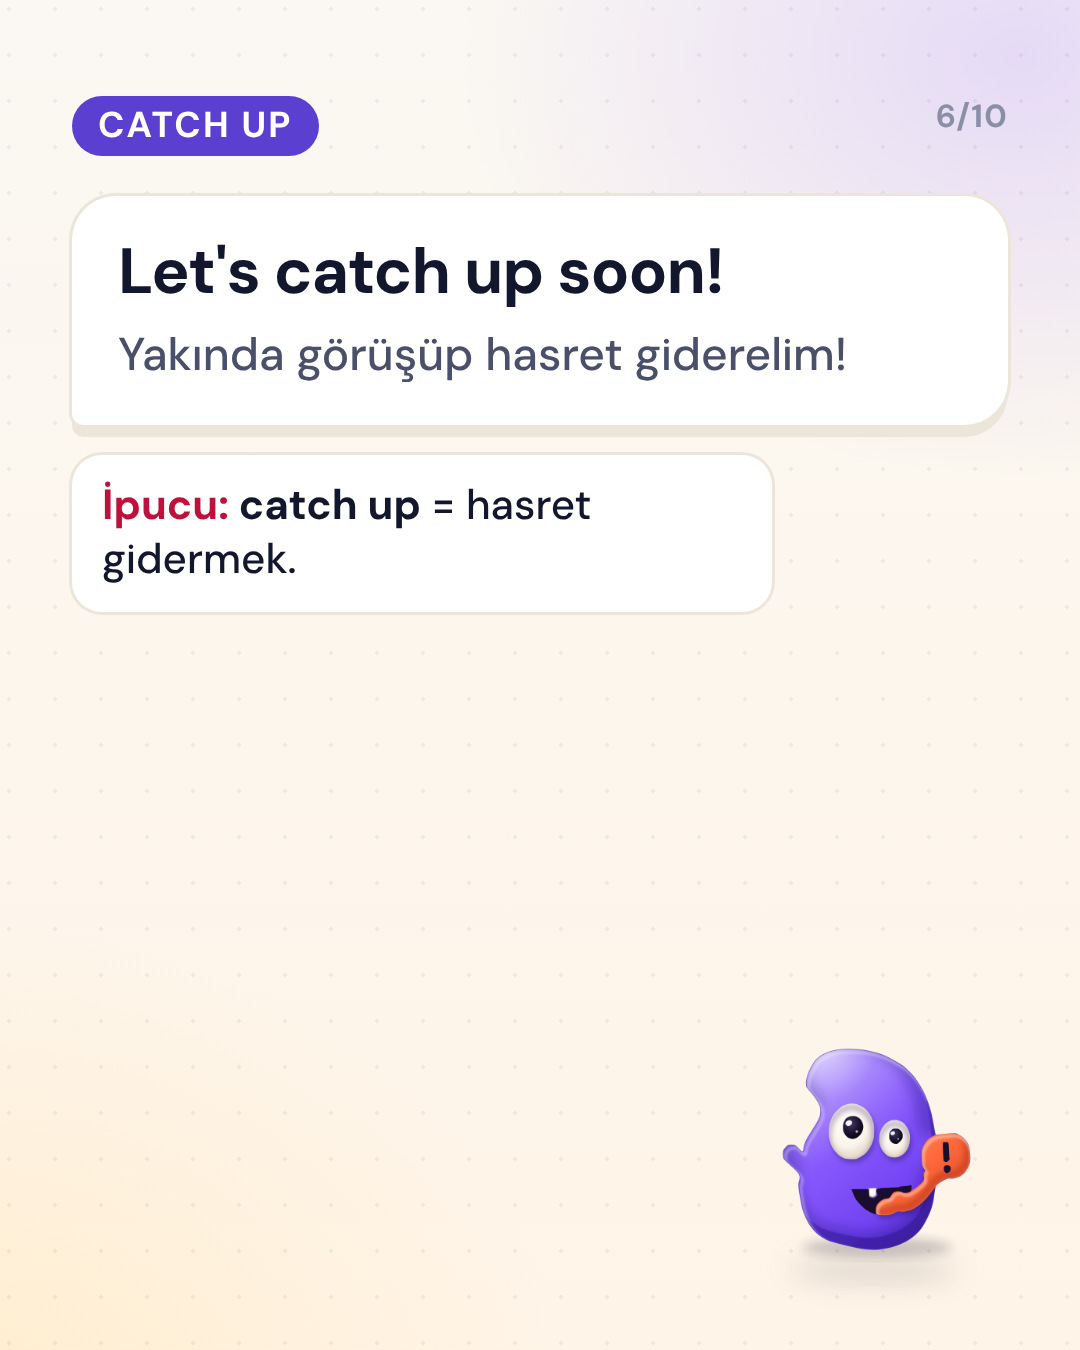 CATCH UP
6/10
Let's catch up soon!
Yakında görüşüp hasret giderelim!
İpucu: catch up = hasret
gidermek.
!